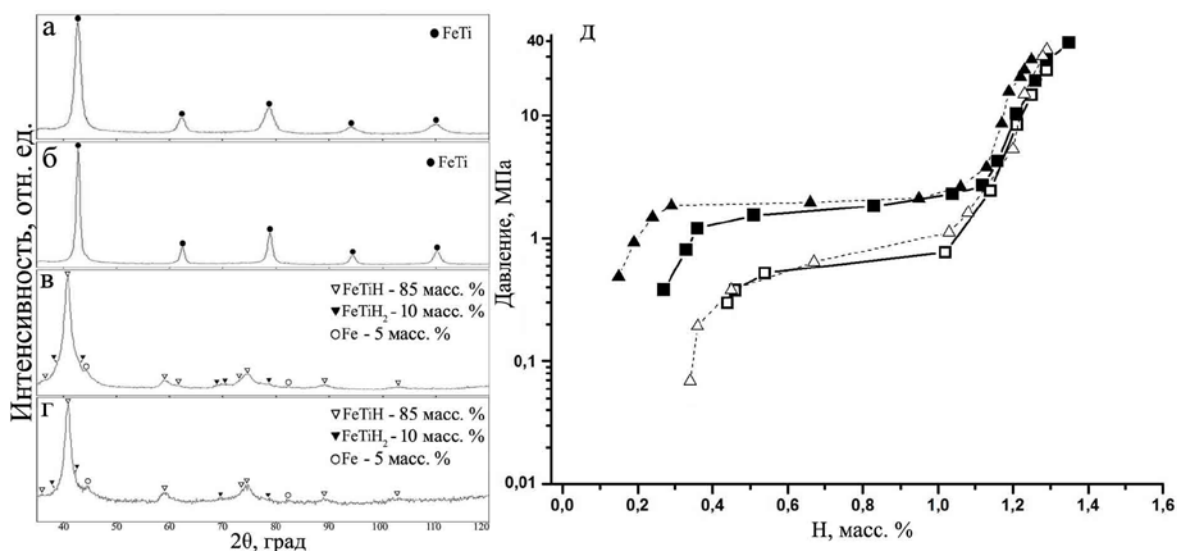 Интенсивность, отн. ед.
а
● FeTi
б
● FeTi
в
▽ FeTiH - 85 масс. %
▼ FeTiH₂ - 10 масс. %
○ Fe - 5 масс. %
г
▽ FeTiH - 85 масс. %
▼ FeTiH₂ - 10 масс. %
○ Fe - 5 масс. %
40 50 60 70 80 90 100 110 120
2θ, град
Д
Давление, МПа
40
10
1
0,1
0,01
0,0 0,2 0,4 0,6 0,8 1,0 1,2 1,4 1,6
H, масс. %